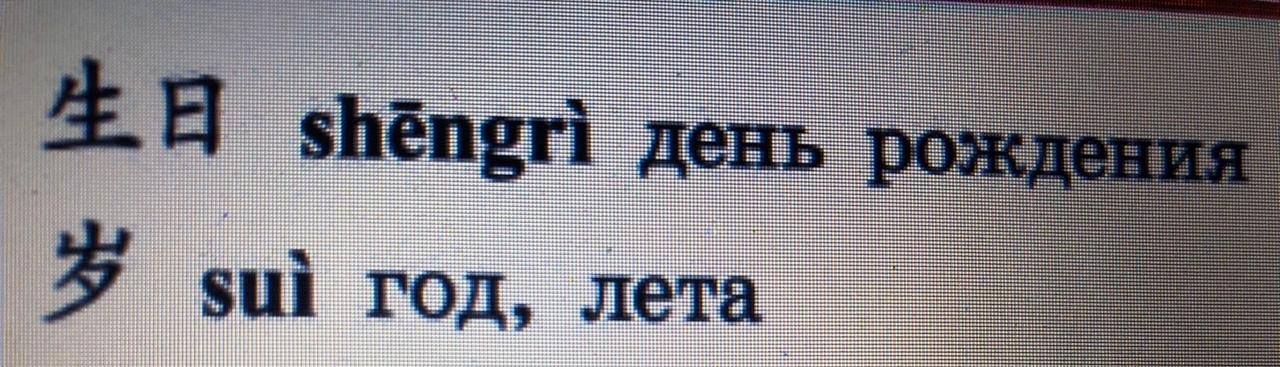 生日 shēngrì день рождения
岁 suì год, лета